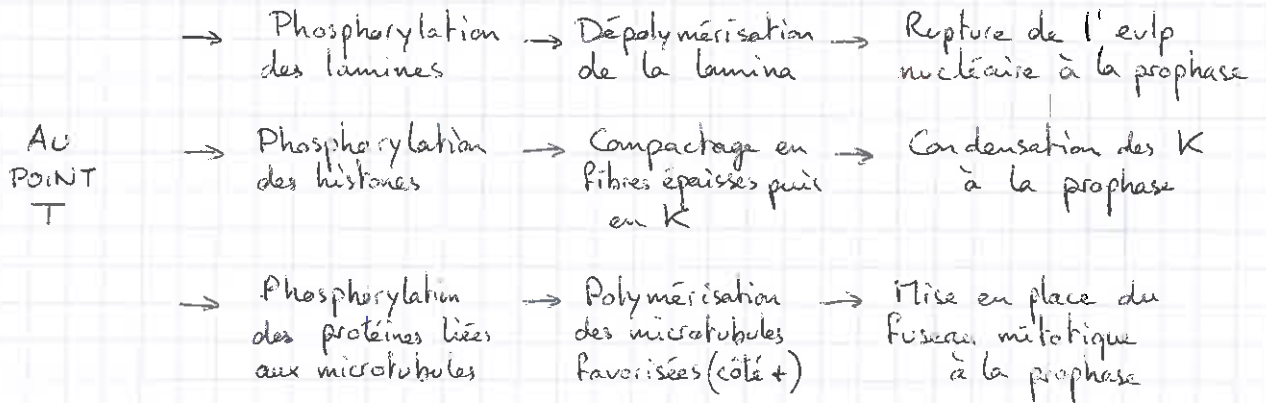 → Phosphorylation → Dépolymérisation → Rupture de l'evlp
des lamines de la lamina nucléaire à la prophase
AU → Phosphorylation → Compactage en → Condensation des K
POINT des histones fibres épaisses puis à la prophase
T en K
→ Phosphorylation → Polymérisation → Mise en place du
des protéines liées des microtubules fuseau mitotique
aux microtubules favorisées (côté +) à la prophase